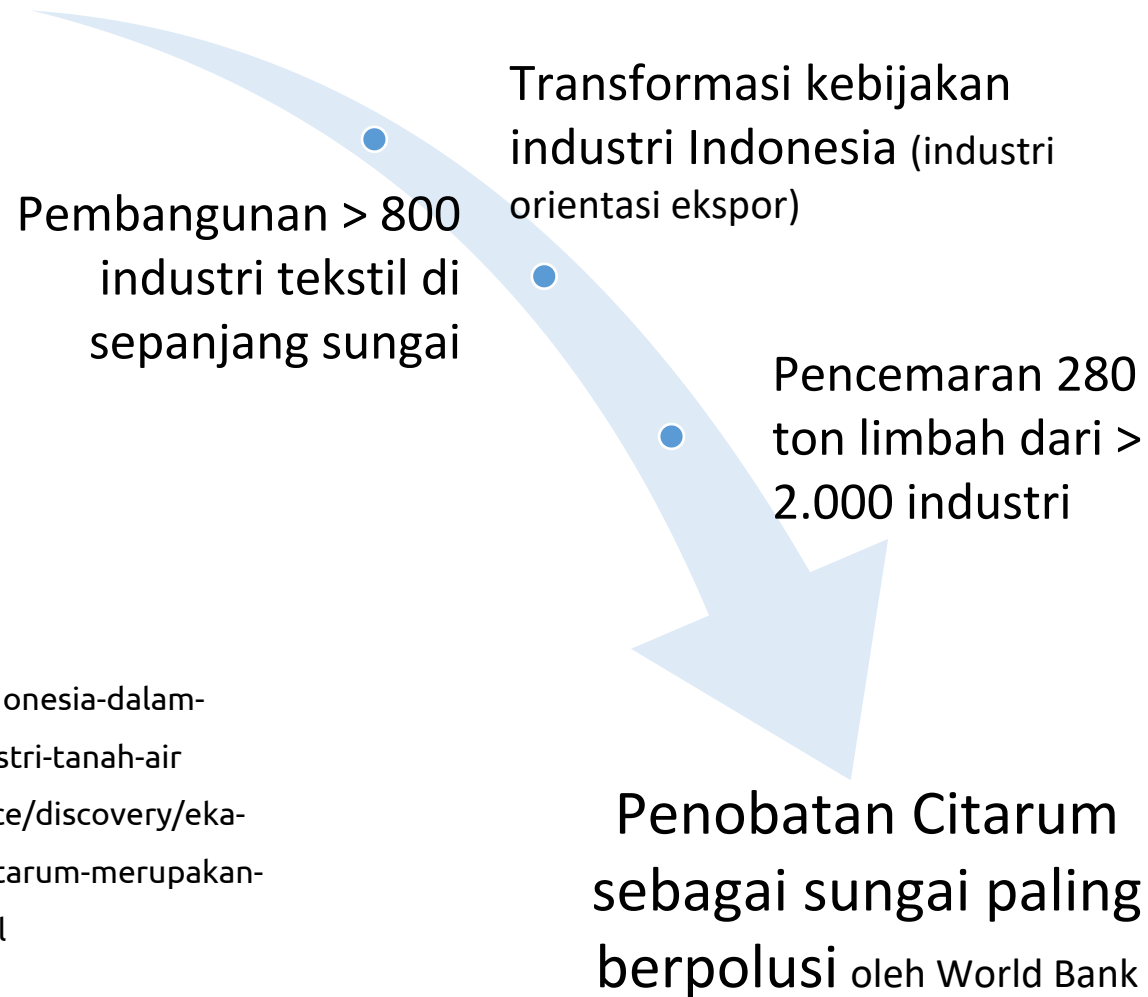 Transformasi kebijakan
industri Indonesia (industri
orientasi ekspor)
Pembangunan > 800
industri tekstil di
sepanjang sungai
Pencemaran 280
ton limbah dari >
2.000 industri
onesia-dalam-
stri-tanah-air
ce/discovery/eka-
tarum-merupakan-
l
Penobatan Citarum
sebagai sungai paling
berpolusi oleh World Bank